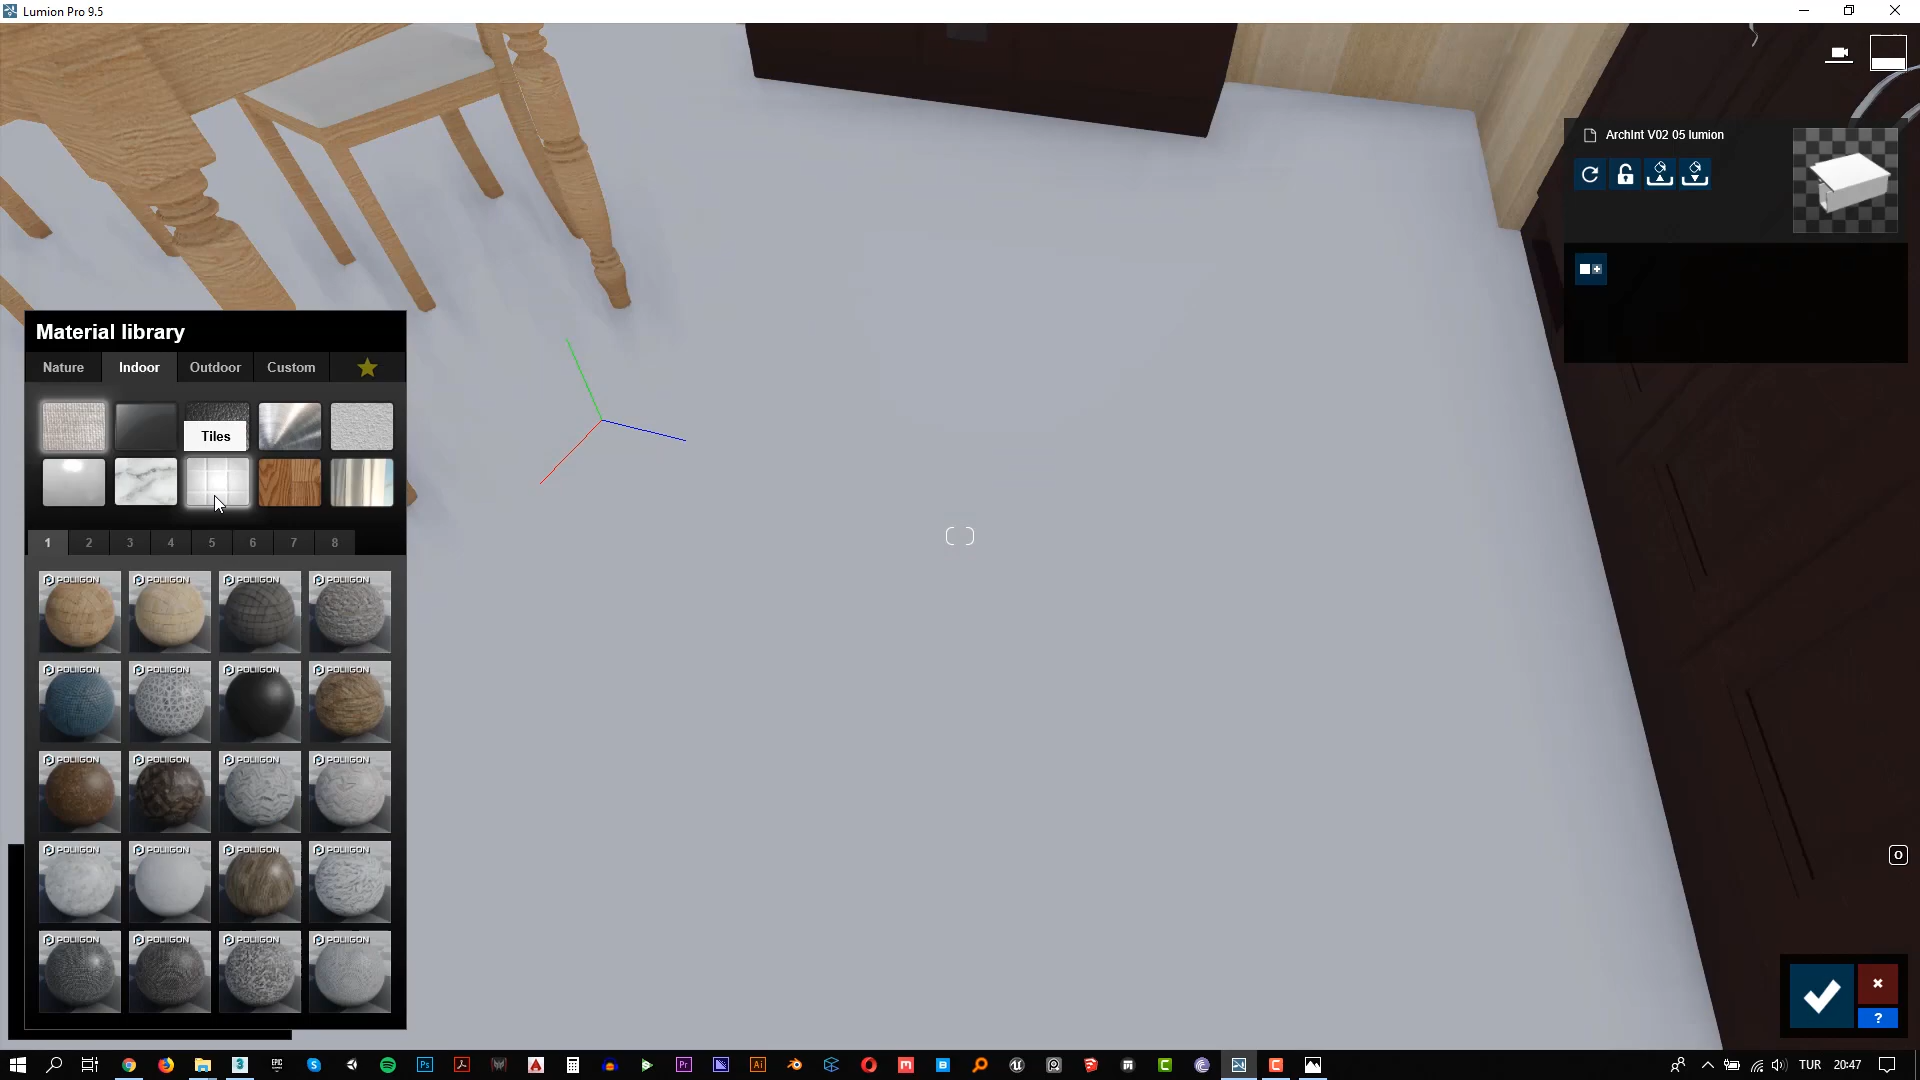 Lumion Pro 9.5
ArchInt V02 05 lumion
Material library
Nature Indoor Outdoor Custom
Tiles
1 2 3 4 5 6 7 8
POLIIGON POLIIGON POLIIGON POLIIGON
POLIIGON POLIIGON POLIIGON POLIIGON
POLIIGON POLIIGON POLIIGON POLIIGON
POLIIGON POLIIGON POLIIGON POLIIGON
POLIIGON POLIIGON POLIIGON POLIIGON
O
?
TUR 20:47